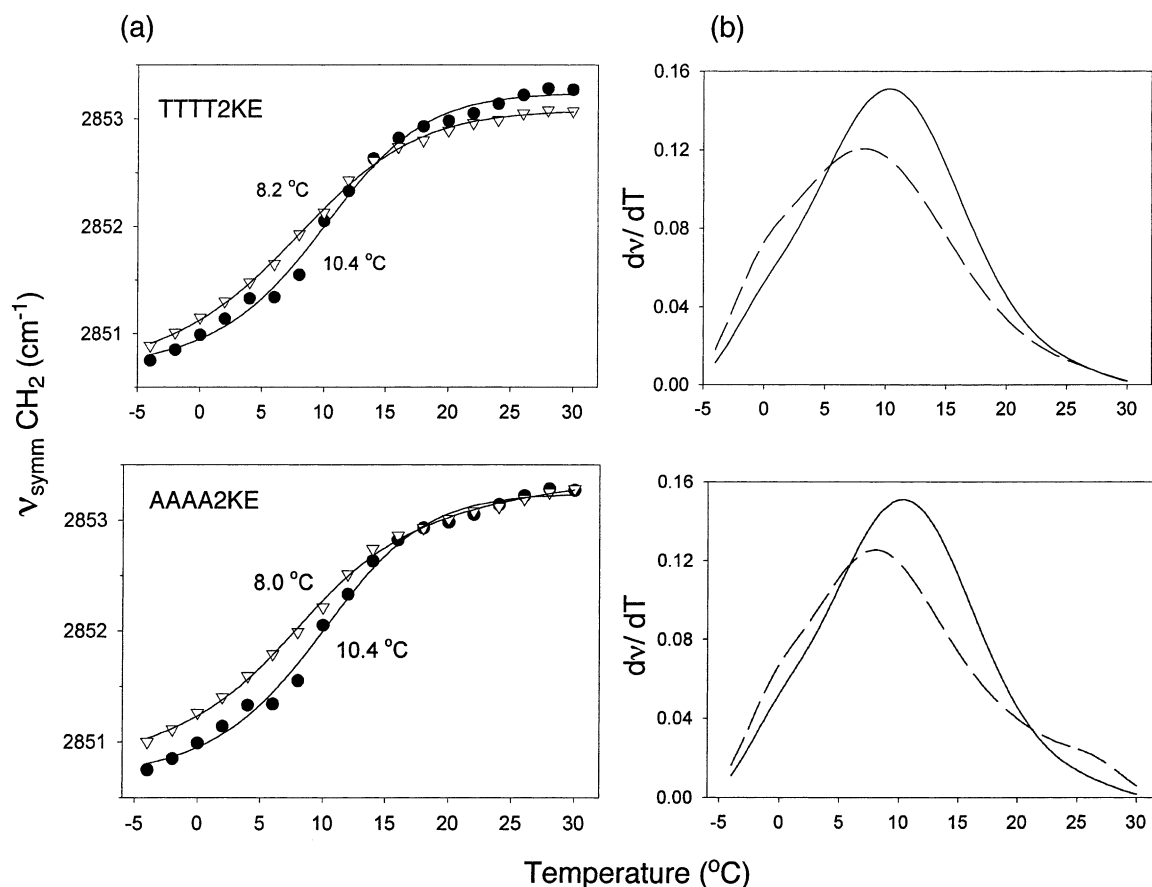 (a)
(b)
ν_symm CH₂ (cm⁻¹)
TTTT2KE
2853
2852
2851
8.2 °C
10.4 °C
-5 0 5 10 15 20 25 30
dν/ dT
0.16
0.12
0.08
0.04
0.00
-5 0 5 10 15 20 25 30
AAAA2KE
2853
2852
2851
8.0 °C
10.4 °C
-5 0 5 10 15 20 25 30
dν/ dT
0.16
0.12
0.08
0.04
0.00
-5 0 5 10 15 20 25 30
Temperature (°C)